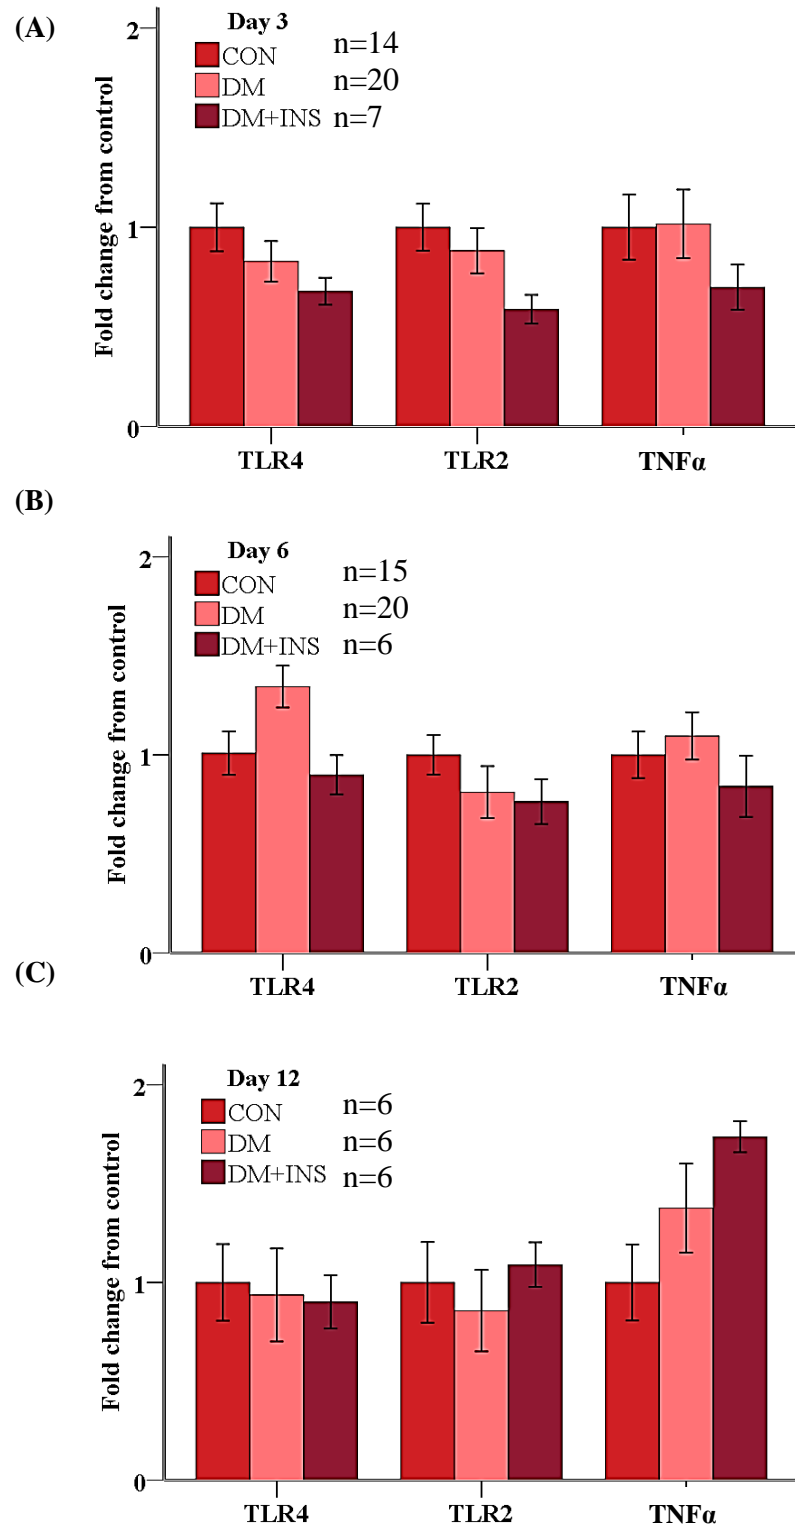 (A)
Day 3
CON n=14
DM n=20
DM+INS n=7
Fold change from control
2
1
0
TLR4 TLR2 TNFα
(B)
Day 6
CON n=15
DM n=20
DM+INS n=6
Fold change from control
2
1
0
TLR4 TLR2 TNFα
(C)
Day 12
CON n=6
DM n=6
DM+INS n=6
Fold change from control
2
1
0
TLR4 TLR2 TNFα